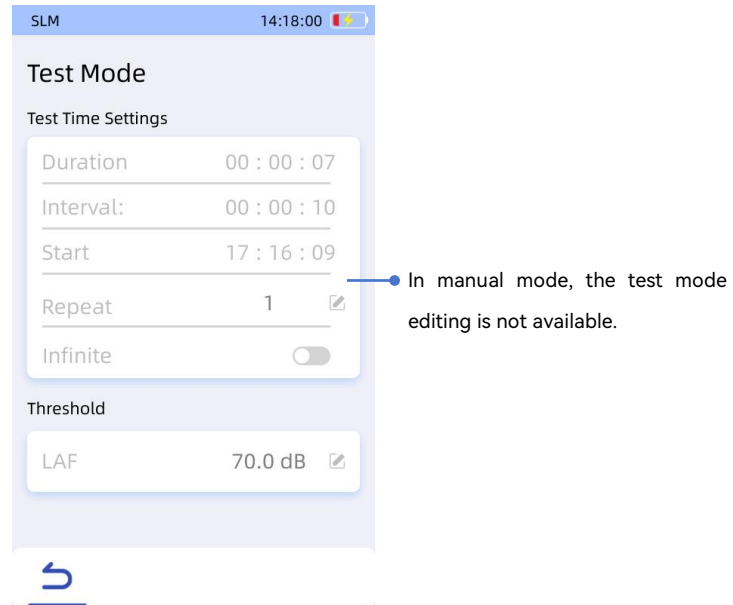 SLM 14:18:00
Test Mode
Test Time Settings
Duration 00 : 00 : 07
Interval: 00 : 00 : 10
Start 17 : 16 : 09
Repeat 1
Infinite
In manual mode, the test mode
editing is not available.
Threshold
LAF 70.0 dB